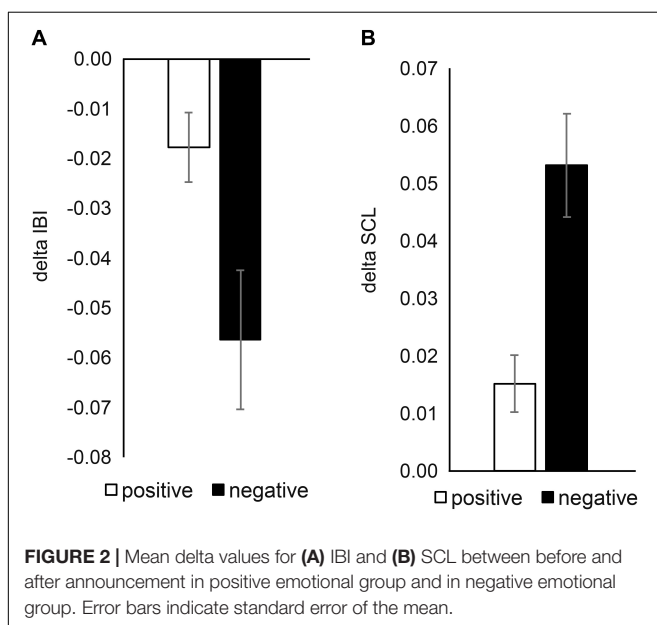 A
0.00
-0.01
-0.02
-0.03
-0.04
-0.05
-0.06
-0.07
-0.08
delta IBI
positive negative
B
0.07
0.06
0.05
0.04
0.03
0.02
0.01
0.00
delta SCL
positive negative
FIGURE 2 | Mean delta values for (A) IBI and (B) SCL between before and
after announcement in positive emotional group and in negative emotional
group. Error bars indicate standard error of the mean.